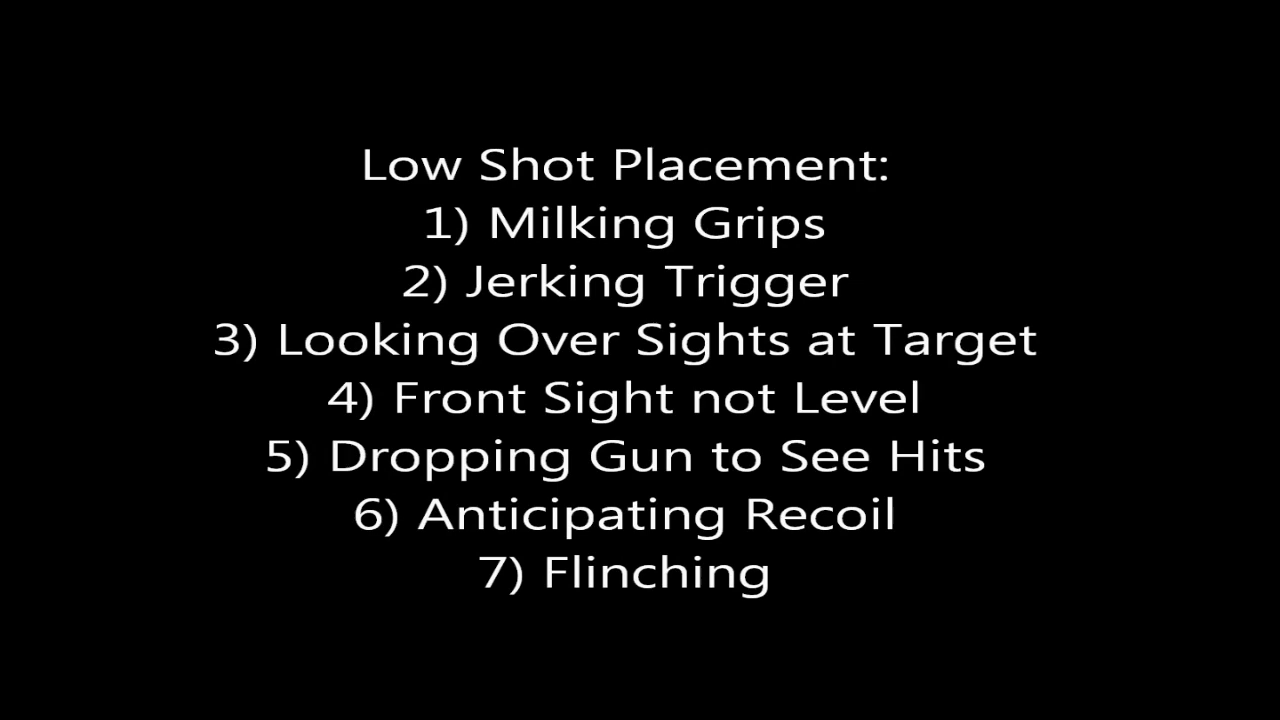 Low Shot Placement:
1) Milking Grips
2) Jerking Trigger
3) Looking Over Sights at Target
4) Front Sight not Level
5) Dropping Gun to See Hits
6) Anticipating Recoil
7) Flinching